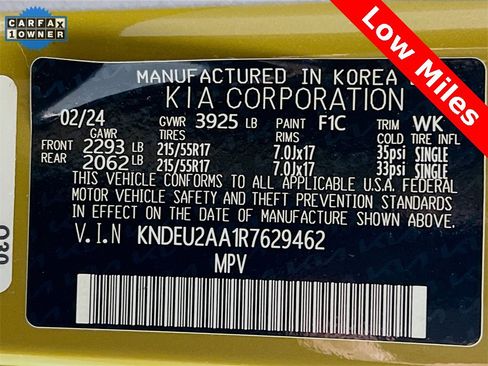 CARFAX
1 OWNER
Low Miles
MANUFACTURED IN KOREA
KIA CORPORATION
02/24 GVWR 3925 LB PAINT F1C TRIM WK
GAWR TIRES RIMS COLD TIRE INFL
FRONT 2293 LB 215/55R17 7.0Jx17 35psi SINGLE
REAR 2062 LB 215/55R17 7.0Jx17 33psi SINGLE
THIS VEHICLE CONFORMS TO ALL APPLICABLE U.S.A. FEDERAL
MOTOR VEHICLE SAFETY AND THEFT PREVENTION STANDARDS
IN EFFECT ON THE DATE OF MANUFACTURE SHOWN ABOVE.
V.I.N KNDEU2AA1R7629462
MPV